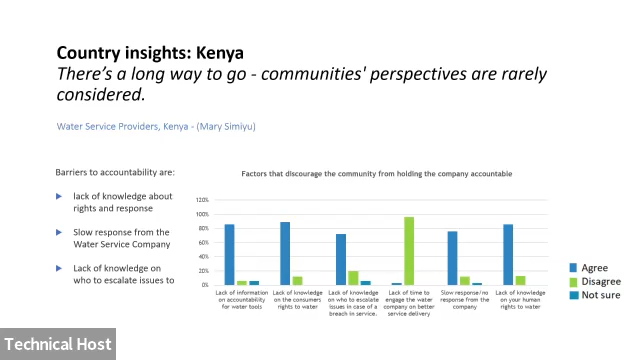 Country insights: Kenya
There's a long way to go - communities' perspectives are rarely
considered.
Water Service Providers, Kenya - (Mary Simiyu)
Barriers to accountability are:
lack of knowledge about
rights and response
Slow response from the
Water Service Company
Lack of knowledge on
who to escalate issues to
Factors that discourage the community from holding the company accountable
120%
100%
80%
60%
40%
20%
0%
Lack of information
on accountability
for water tools
Lack of knowledge
on the consumers
rights to water
Lack of knowledge
on who to escalate
issues in case of a
breach in service.
Lack of time to
engage the water
company on better
service delivery
Slow response/no
response from the
company
Lack of knowledge
on your human
rights to water
Agree
Disagree
Not sure
Technical Host